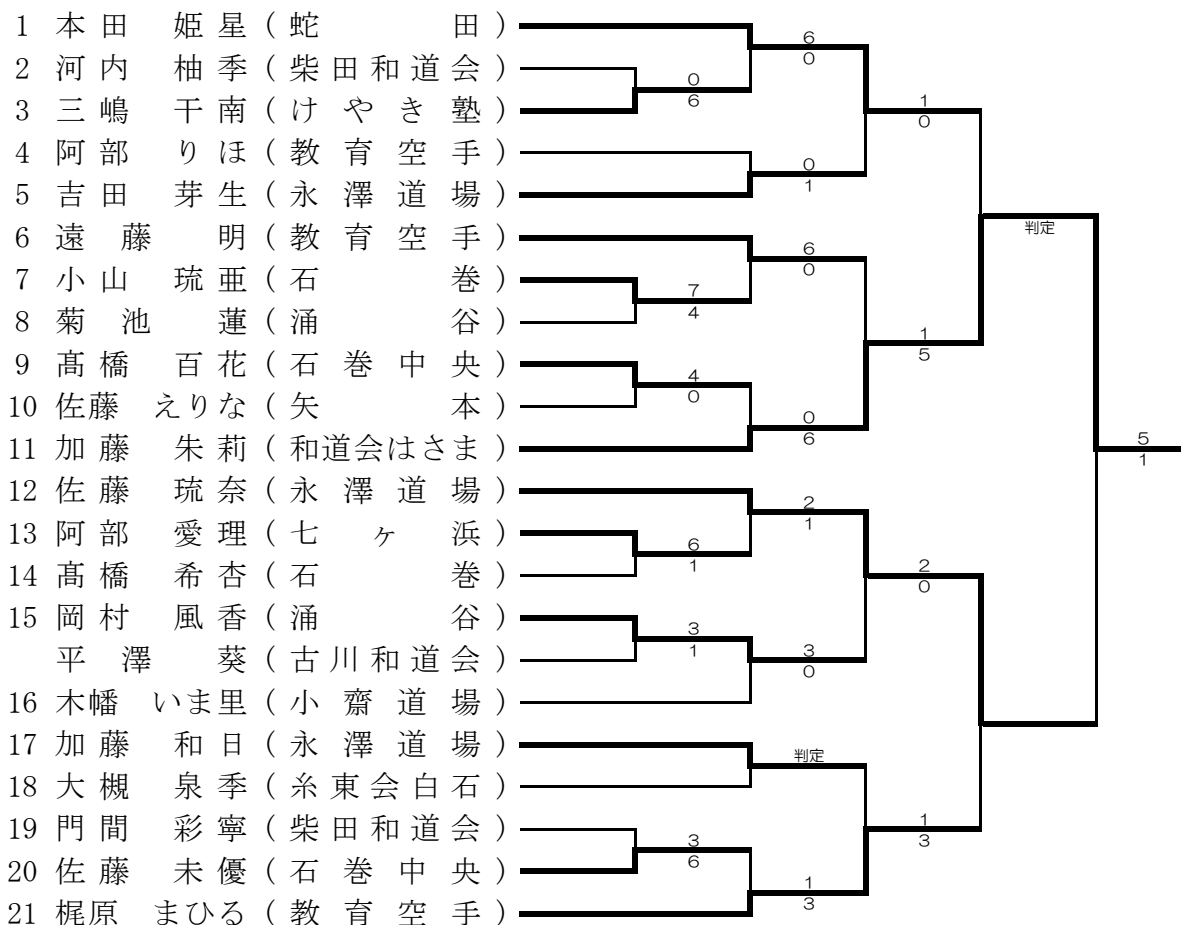 1 本田 姫星 (蛇田)
2 河内 柚季 (柴田和道会)
3 三嶋 干南 (けやき塾)
4 阿部 りほ (教育空手)
5 吉田 芽生 (永澤道場)
6 遠藤 明 (教育空手)
7 小山 琉亜 (石巻)
8 菊池 蓮 (涌谷)
9 髙橋 百花 (石巻中央)
10 佐藤 えりな (矢本)
11 加藤 朱莉 (和道会はさま)
12 佐藤 琉奈 (永澤道場)
13 阿部 愛理 (七ヶ浜)
14 髙橋 希杏 (石巻)
15 岡村 風香 (涌谷)
平澤 葵 (古川和道会)
16 木幡 いま里 (小齋道場)
17 加藤 和日 (永澤道場)
18 大槻 泉季 (糸東会白石)
19 門間 彩寧 (柴田和道会)
20 佐藤 未優 (石巻中央)
21 梶原 まひる (教育空手)
0
6
7
4
4
0
6
1
3
1
3
6
6
0
0
1
6
0
0
6
2
1
3
0
判定
1
3
1
0
1
5
2
0
1
3
判定
5
1